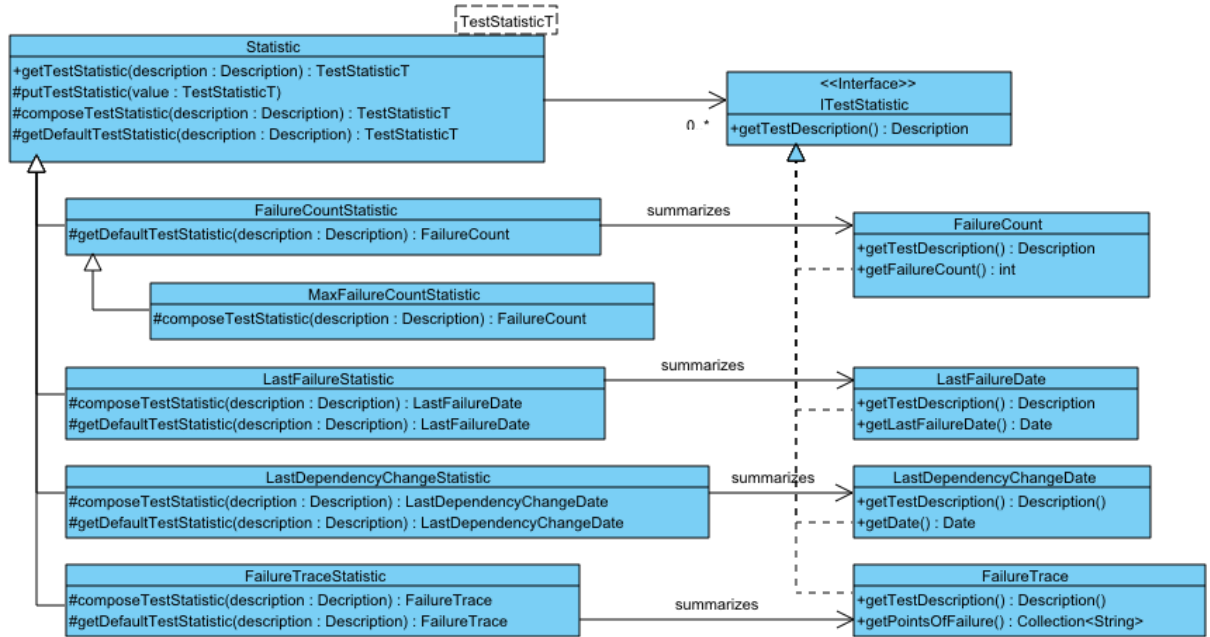 TestStatisticT
Statistic
+getTestStatistic(description : Description) : TestStatisticT
#putTestStatistic(value : TestStatisticT)
#composeTestStatistic(description : Description) : TestStatisticT
#getDefaultTestStatistic(description : Description) : TestStatisticT
<<Interface>>
ITestStatistic
+getTestDescription() : Description
0..*
FailureCountStatistic
#getDefaultTestStatistic(description : Description) : FailureCount
summarizes
FailureCount
+getTestDescription() : Description
+getFailureCount() : int
MaxFailureCountStatistic
#composeTestStatistic(description : Description) : FailureCount
LastFailureStatistic
#composeTestStatistic(description : Description) : LastFailureDate
#getDefaultTestStatistic(description : Description) : LastFailureDate
summarizes
LastFailureDate
+getTestDescription() : Description
+getLastFailureDate() : Date
LastDependencyChangeStatistic
#composeTestStatistic(decription : Description) : LastDependencyChangeDate
#getDefaultTestStatistic(description : Description) : LastDependencyChangeDate
summarizes
LastDependencyChangeDate
+getTestDescription() : Description()
+getDate() : Date
FailureTraceStatistic
#composeTestStatistic(description : Decription) : FailureTrace
#getDefaultTestStatistic(description : Description) : FailureTrace
summarizes
FailureTrace
+getTestDescription() : Description()
+getPointsOfFailure() : Collection<String>